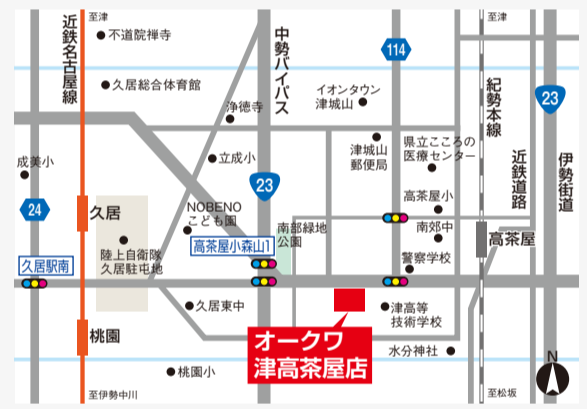 至津
近鉄名古屋線
不道院禅寺
中勢バイパス
114
至津
久居総合体育館
イオンタウン
津城山
紀勢本線
23
浄徳寺
津城山
郵便局
県立こころの
医療センター
近鉄道路
伊勢街道
成美小
立成小
23
24
久居
NOBENO
こども園
南部緑地
公園
高茶屋小
南郊中
高茶屋
久居駅南
陸上自衛隊
久居駐屯地
高茶屋小森山1
警察学校
久居東中
津高等
技術学校
桃園
オークワ
津高茶屋店
水分神社
桃園小
N
至伊勢中川
至松坂